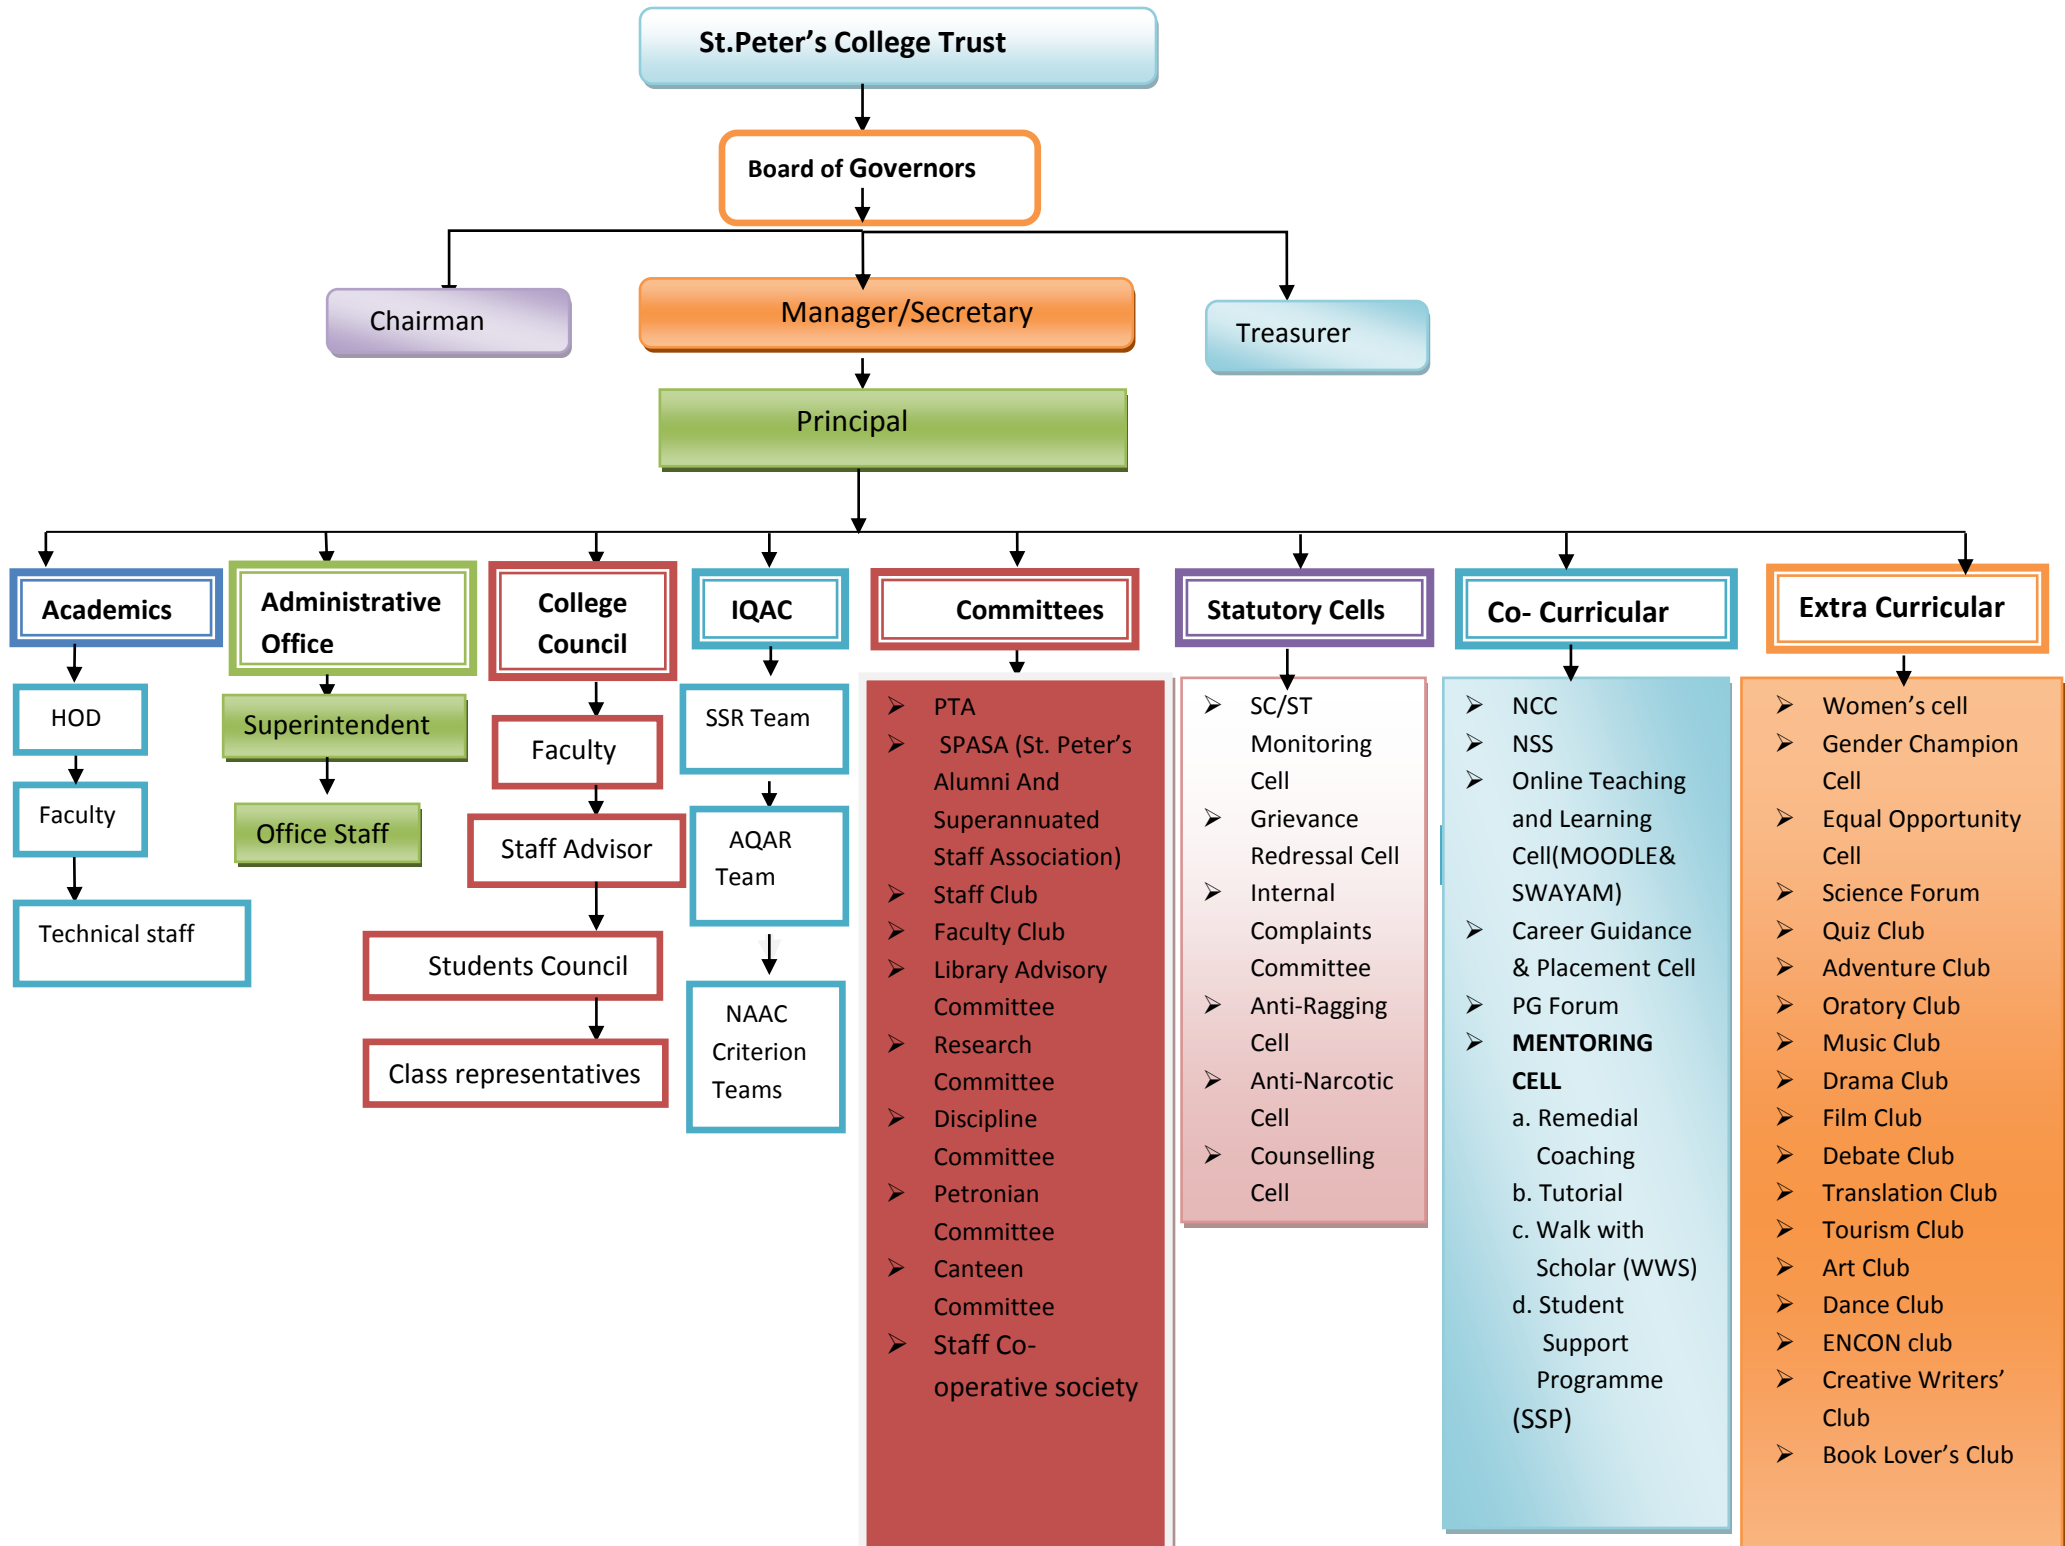 St.Peter’s College Trust
Board of Governors
Chairman
Manager/Secretary
Treasurer
Principal
Academics
HOD
Faculty
Technical staff
Administrative
Office
Superintendent
Office Staff
College
Council
Faculty
Staff Advisor
Students Council
Class representatives
IQAC
SSR Team
AQAR
Team
NAAC
Criterion
Teams
Committees
➢ PTA
➢ SPASA (St. Peter’s
Alumni And
Superannuated
Staff Association)
➢ Staff Club
➢ Faculty Club
➢ Library Advisory
Committee
➢ Research
Committee
➢ Discipline
Committee
➢ Petronian
Committee
➢ Canteen
Committee
➢ Staff Co-
operative society
Statutory Cells
➢ SC/ST
Monitoring
Cell
➢ Grievance
Redressal Cell
➢ Internal
Complaints
Committee
➢ Anti-Ragging
Cell
➢ Anti-Narcotic
Cell
➢ Counselling
Cell
Co- Curricular
➢ NCC
➢ NSS
➢ Online Teaching
and Learning
Cell(MOODLE&
SWAYAM)
➢ Career Guidance
& Placement Cell
➢ PG Forum
➢ MENTORING
CELL
a. Remedial
Coaching
b. Tutorial
c. Walk with
Scholar (WWS)
d. Student
Support
Programme
(SSP)
Extra Curricular
➢ Women’s cell
➢ Gender Champion
Cell
➢ Equal Opportunity
Cell
➢ Science Forum
➢ Quiz Club
➢ Adventure Club
➢ Oratory Club
➢ Music Club
➢ Drama Club
➢ Film Club
➢ Debate Club
➢ Translation Club
➢ Tourism Club
➢ Art Club
➢ Dance Club
➢ ENCON club
➢ Creative Writers’
Club
➢ Book Lover’s Club